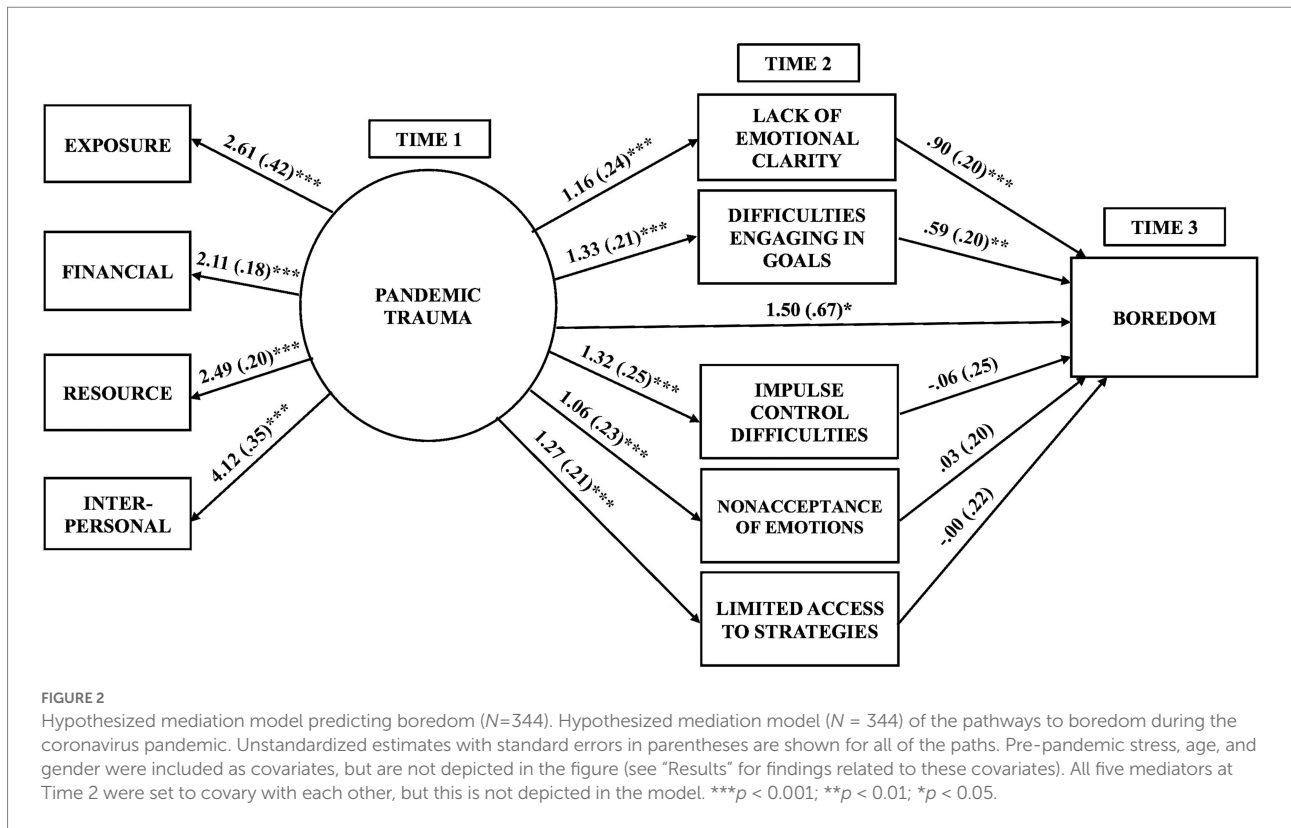 TIME 1
TIME 2
TIME 3
EXPOSURE
FINANCIAL
RESOURCE
INTER-
PERSONAL
2.61 (.42)***
2.11 (.18)***
2.49 (.20)***
4.12 (.35)***
PANDEMIC
TRAUMA
1.16 (.24)***
1.33 (.21)***
1.50 (.67)*
1.32 (.25)***
1.06 (.23)***
1.27 (.21)***
LACK OF
EMOTIONAL
CLARITY
DIFFICULTIES
ENGAGING IN
GOALS
IMPULSE
CONTROL
DIFFICULTIES
NONACCEPTANCE
OF EMOTIONS
LIMITED ACCESS
TO STRATEGIES
.90 (.20)***
.59 (.20)**
-.06 (.25)
.03 (.20)
-.00 (.22)
BOREDOM
FIGURE 2
Hypothesized mediation model predicting boredom (N=344). Hypothesized mediation model (N = 344) of the pathways to boredom during the
coronavirus pandemic. Unstandardized estimates with standard errors in parentheses are shown for all of the paths. Pre-pandemic stress, age, and
gender were included as covariates, but are not depicted in the figure (see “Results” for findings related to these covariates). All five mediators at
Time 2 were set to covary with each other, but this is not depicted in the model. ***p < 0.001; **p < 0.01; *p < 0.05.